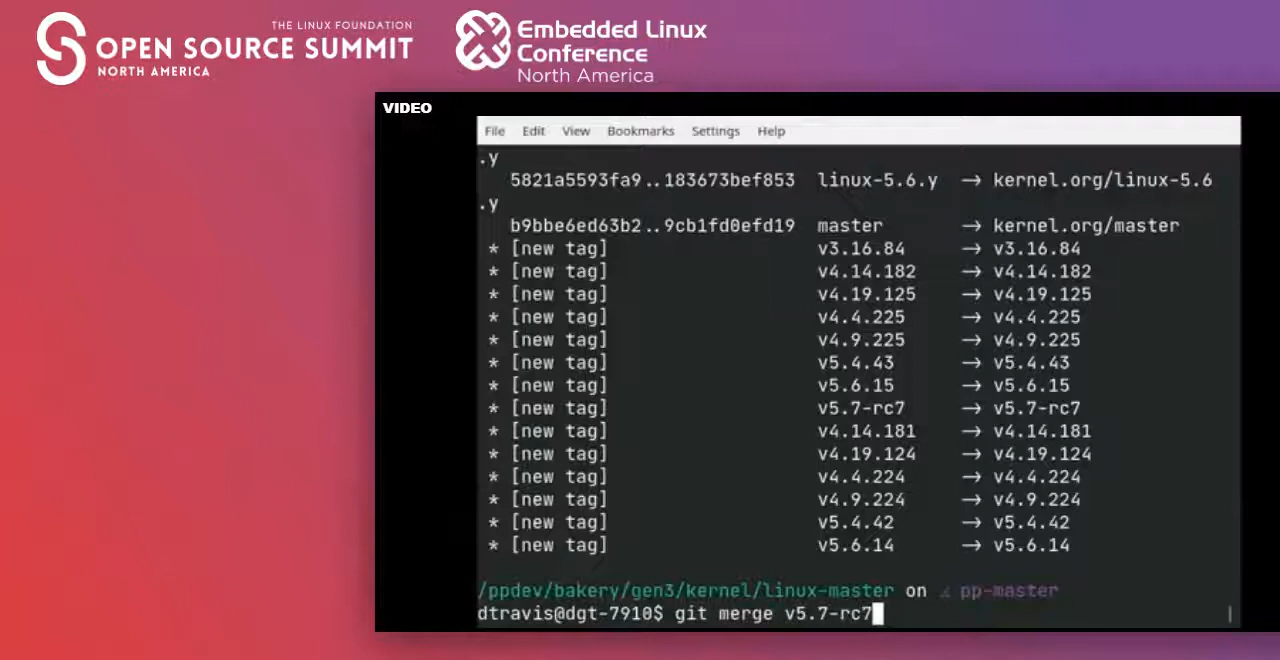 THE LINUX FOUNDATION
OPEN SOURCE SUMMIT
NORTH AMERICA
Embedded Linux
Conference
North America
VIDEO
File Edit View Bookmarks Settings Help
.y
5821a5593fa9..183673bef853 linux-5.6.y -> kernel.org/linux-5.6
.y
b9bbe6ed63b2..9cb1fd0efd19 master -> kernel.org/master
* [new tag] v3.16.84 -> v3.16.84
* [new tag] v4.14.182 -> v4.14.182
* [new tag] v4.19.125 -> v4.19.125
* [new tag] v4.4.225 -> v4.4.225
* [new tag] v4.9.225 -> v4.9.225
* [new tag] v5.4.43 -> v5.4.43
* [new tag] v5.6.15 -> v5.6.15
* [new tag] v5.7-rc7 -> v5.7-rc7
* [new tag] v4.14.181 -> v4.14.181
* [new tag] v4.19.124 -> v4.19.124
* [new tag] v4.4.224 -> v4.4.224
* [new tag] v4.9.224 -> v4.9.224
* [new tag] v5.4.42 -> v5.4.42
* [new tag] v5.6.14 -> v5.6.14
/ppdev/bakery/gen3/kernel/linux-master on pp-master
dtravis@dgt-7910$ git merge v5.7-rc7